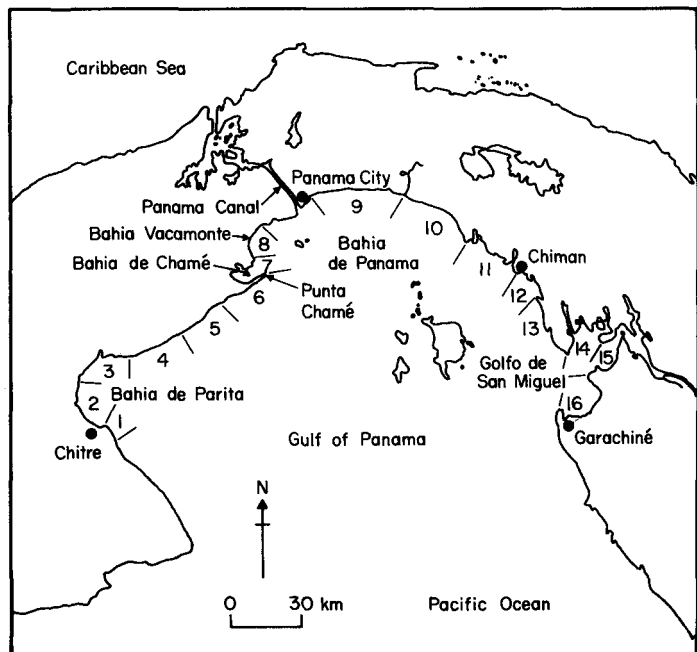 Caribbean Sea
Panama City
Panama Canal
9
10
Bahia Vacamonte
8
Bahia
de Panama
11
Chiman
Bahia de Chamé
7
12
6
Punta
Chamé
13
5
14
15
3
4
Golfo de
San Miguel
2
Bahia de Parita
16
1
Chitre
Gulf of Panama
Garachiné
N
0 30 km
Pacific Ocean